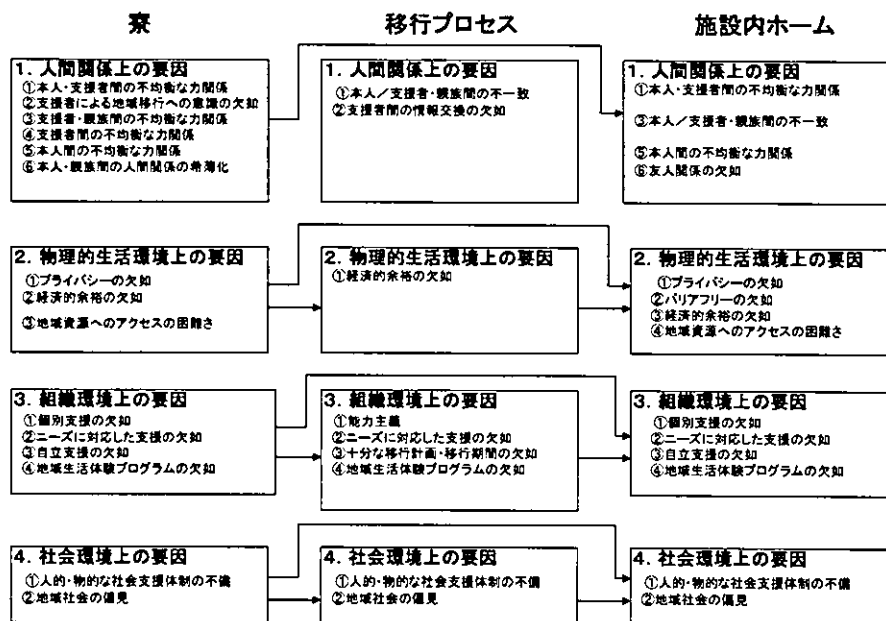 寮
移行プロセス
施設内ホーム
1. 人間関係上の要因
①本人・支援者間の不均衡な力関係
②支援者による地域移行への意識の欠如
③支援者・親族間の不均衡な力関係
④支援者間の不均衡な力関係
⑤本人間の不均衡な力関係
⑥本人・親族間の人間関係の希薄化
1. 人間関係上の要因
①本人／支援者・親族間の不一致
②支援者間の情報交換の欠如
1. 人間関係上の要因
①本人・支援者間の不均衡な力関係
③本人／支援者・親族間の不一致
⑤本人間の不均衡な力関係
⑥友人関係の欠如
2. 物理的生活環境上の要因
①プライバシーの欠如
②経済的余裕の欠如
③地域資源へのアクセスの困難さ
2. 物理的生活環境上の要因
①経済的余裕の欠如
2. 物理的生活環境上の要因
①プライバシーの欠如
②バリアフリーの欠如
③経済的余裕の欠如
④地域資源へのアクセスの困難さ
3. 組織環境上の要因
①個別支援の欠如
②ニーズに対応した支援の欠如
③自立支援の欠如
④地域生活体験プログラムの欠如
3. 組織環境上の要因
①能力主義
②ニーズに対応した支援の欠如
③十分な移行計画・移行期間の欠如
④地域生活体験プログラムの欠如
3. 組織環境上の要因
①個別支援の欠如
②ニーズに対応した支援の欠如
③自立支援の欠如
④地域生活体験プログラムの欠如
4. 社会環境上の要因
①人的・物的な社会支援体制の不備
②地域社会の偏見
4. 社会環境上の要因
①人的・物的な社会支援体制の不備
②地域社会の偏見
4. 社会環境上の要因
①人的・物的な社会支援体制の不備
②地域社会の偏見